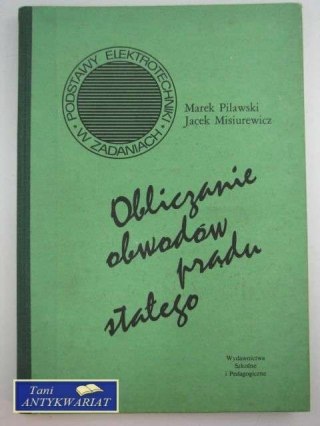 PODSTAWY ELEKTROTECHNIKI
W ZADANIACH
Marek Pilawski
Jacek Misiurewicz
Obliczanie
obwodów
prądu
stałego
Wydawnictwa
Szkolne
i Pedagogiczne
Tani
ANTYKWARIAT